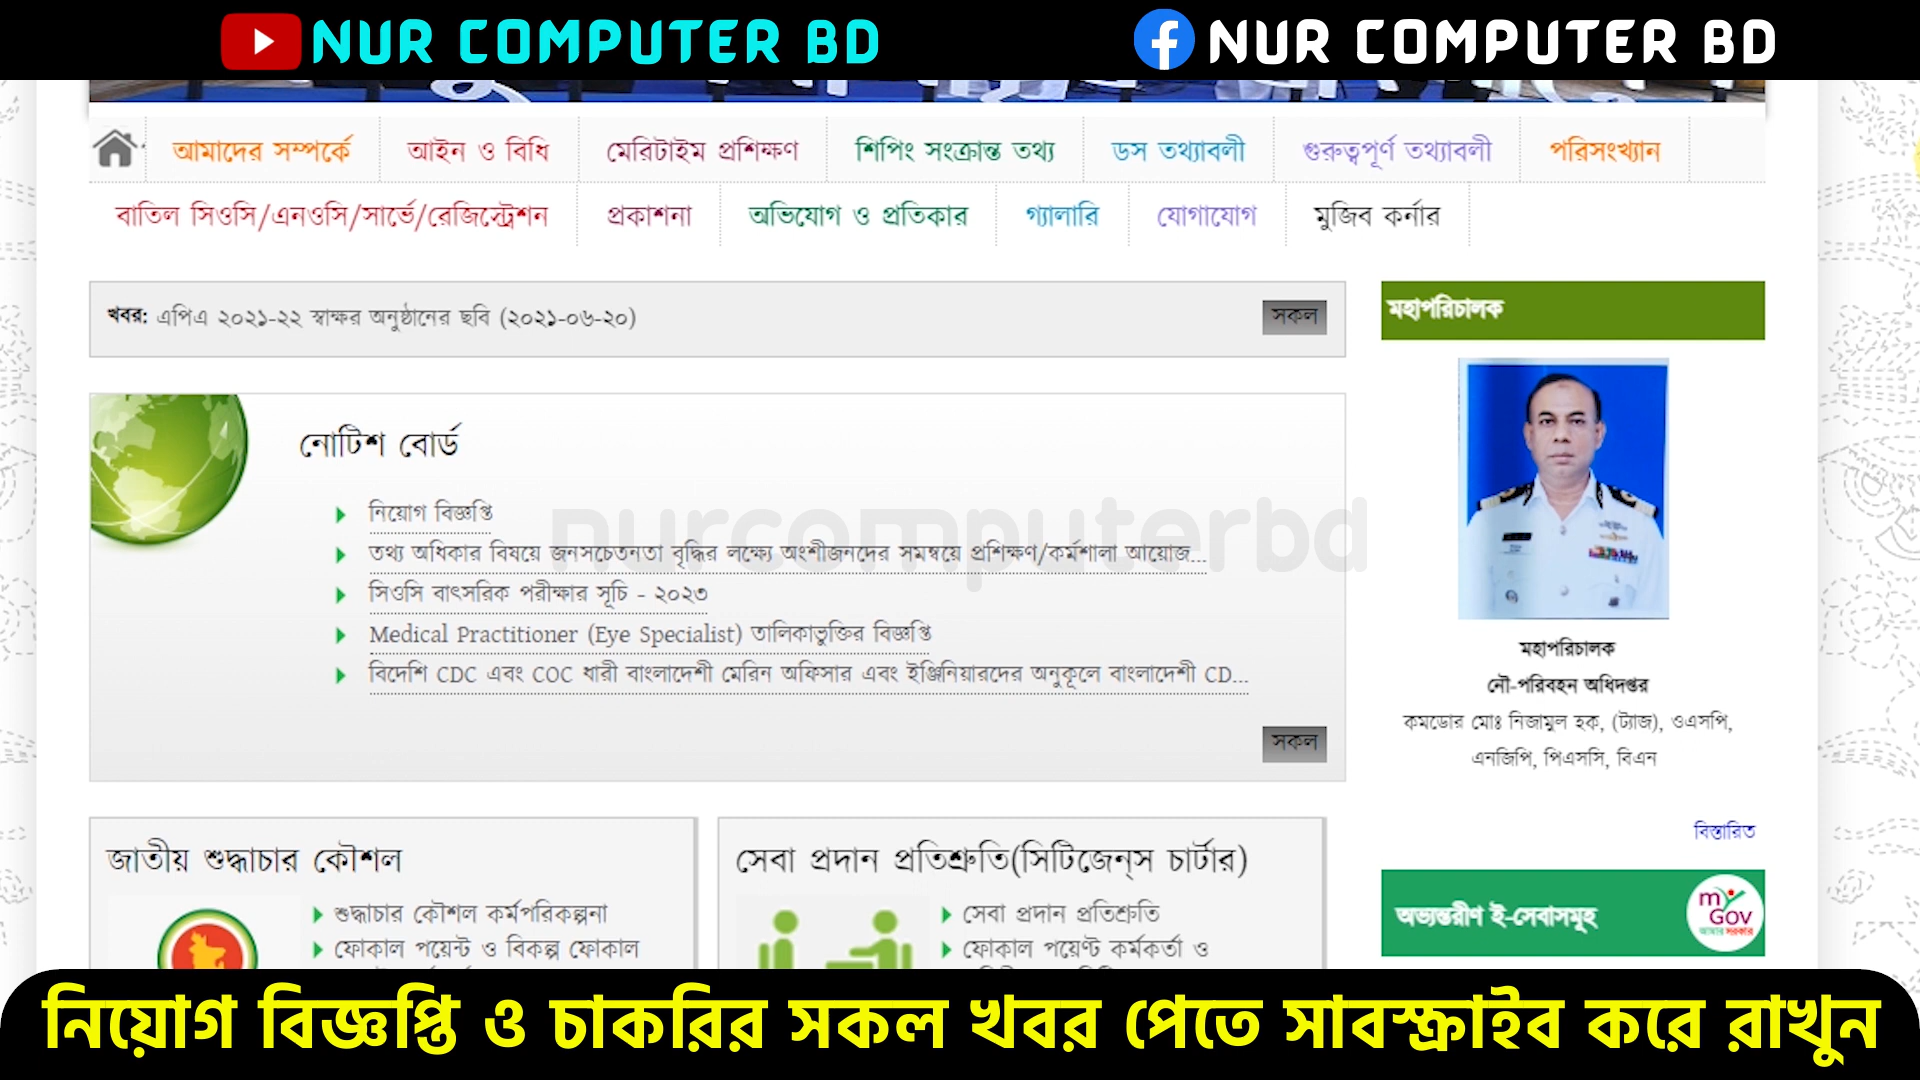 NUR COMPUTER BD
NUR COMPUTER BD
আমাদের সম্পর্কে
আইন ও বিধি
মেরিটাইম প্রশিক্ষণ
শিপিং সংক্রান্ত তথ্য
ডস তথ্যাবলী
গুরুত্বপূর্ণ তথ্যাবলী
পরিসংখ্যান
বাতিল সিওসি/এনওসি/সার্ভে/রেজিস্ট্রেশন
প্রকাশনা
অভিযোগ ও প্রতিকার
গ্যালারি
যোগাযোগ
মুজিব কর্নার
খবর: এপিএ ২০২১-২২ স্বাক্ষর অনুষ্ঠানের ছবি (২০২১-০৬-২০)
সকল
নোটিশ বোর্ড
নিয়োগ বিজ্ঞপ্তি
তথ্য অধিকার বিষয়ে জনসচেতনতা বৃদ্ধির লক্ষ্যে অংশীজনদের সমন্বয়ে প্রশিক্ষণ/কর্মশালা আয়োজ...
সিওসি বাৎসরিক পরীক্ষার সূচি - ২০২৩
Medical Practitioner (Eye Specialist) তালিকাভুক্তির বিজ্ঞপ্তি
বিদেশি CDC এবং COC ধারী বাংলাদেশী মেরিন অফিসার এবং ইঞ্জিনিয়ারদের অনুকূলে বাংলাদেশী CD...
সকল
nurcomputerbd
মহাপরিচালক
মহাপরিচালক
নৌ-পরিবহন অধিদপ্তর
কমডোর মোঃ নিজামুল হক, (ট্যাজ), ওএসপি,
এনজিপি, পিএসসি, বিএন
বিস্তারিত
জাতীয় শুদ্ধাচার কৌশল
শুদ্ধাচার কৌশল কর্মপরিকল্পনা
ফোকাল পয়েন্ট ও বিকল্প ফোকাল
সেবা প্রদান প্রতিশ্রুতি(সিটিজেন্‌স চার্টার)
সেবা প্রদান প্রতিশ্রুতি
ফোকাল পয়েণ্ট কর্মকর্তা ও
অভ্যন্তরীণ ই-সেবাসমূহ
my
Gov
আমার সরকার
নিয়োগ বিজ্ঞপ্তি ও চাকরির সকল খবর পেতে সাবস্ক্রাইব করে রাখুন